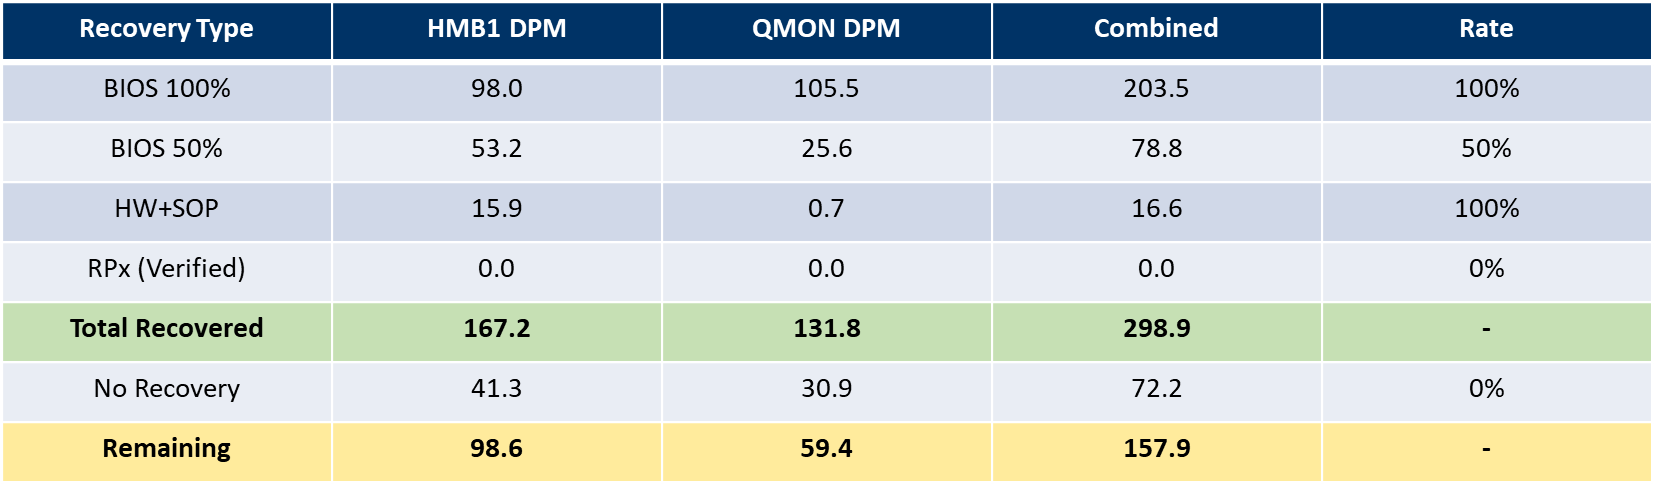 Recovery Type HMB1 DPM QMON DPM Combined Rate
BIOS 100% 98.0 105.5 203.5 100%
BIOS 50% 53.2 25.6 78.8 50%
HW+SOP 15.9 0.7 16.6 100%
RPx (Verified) 0.0 0.0 0.0 0%
Total Recovered 167.2 131.8 298.9 -
No Recovery 41.3 30.9 72.2 0%
Remaining 98.6 59.4 157.9 -